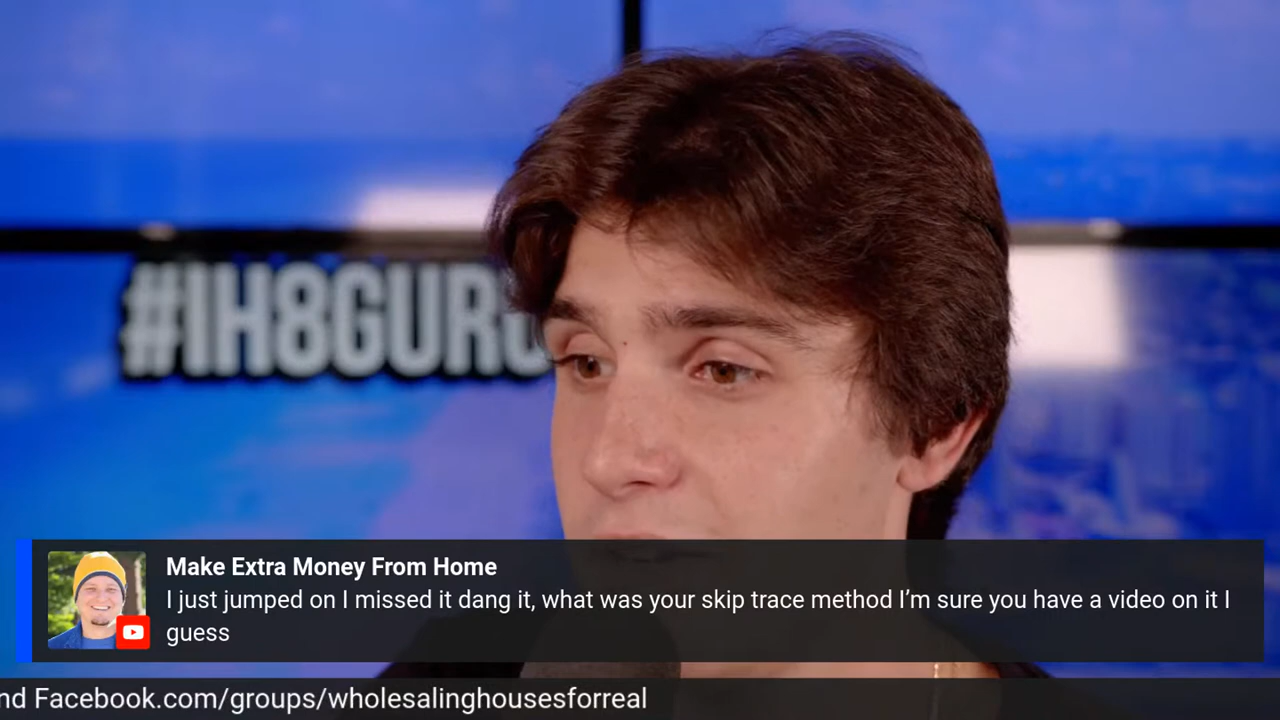 #IH8GURU
Make Extra Money From Home
I just jumped on I missed it dang it, what was your skip trace method I’m sure you have a video on it I
guess
nd Facebook.com/groups/wholesalinghousesforreal